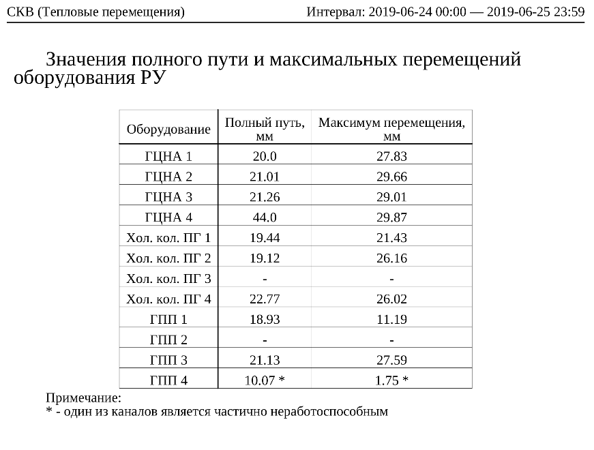 СКВ (Тепловые перемещения) Интервал: 2019-06-24 00:00 — 2019-06-25 23:59
Значения полного пути и максимальных перемещений
оборудования РУ
Оборудование Полный путь, мм Максимум перемещения, мм
ГЦНА 1 20.0 27.83
ГЦНА 2 21.01 29.66
ГЦНА 3 21.26 29.01
ГЦНА 4 44.0 29.87
Хол. кол. ПГ 1 19.44 21.43
Хол. кол. ПГ 2 19.12 26.16
Хол. кол. ПГ 3 - -
Хол. кол. ПГ 4 22.77 26.02
ГПП 1 18.93 11.19
ГПП 2 - -
ГПП 3 21.13 27.59
ГПП 4 10.07 * 1.75 *
Примечание:
* - один из каналов является частично неработоспособным